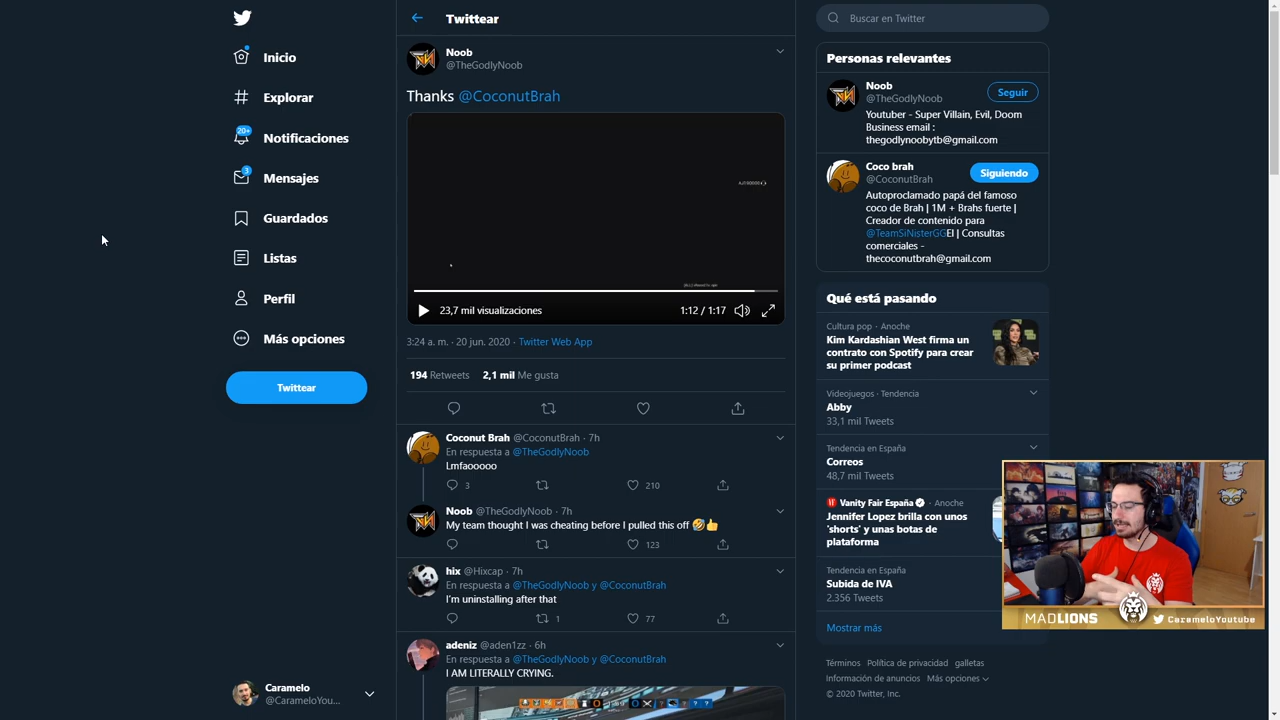 Inicio
Explorar
20+
Notificaciones
3
Mensajes
Guardados
Listas
Perfil
Más opciones
Twittear
Caramelo
@CarameloYou...
Twittear
Noob
@TheGodlyNoob
Thanks @CoconutBrah
23,7 mil visualizaciones
1:12 / 1:17
3:24 a. m. · 20 jun. 2020 · Twitter Web App
194 Retweets 2,1 mil Me gusta
Coconut Brah @CoconutBrah · 7h
En respuesta a @TheGodlyNoob
Lmfaooooo
3 210
Noob @TheGodlyNoob · 7h
My team thought I was cheating before I pulled this off 🤣👍
123
hix @Hixcap · 7h
En respuesta a @TheGodlyNoob y @CoconutBrah
I'm uninstalling after that
1 77
adeniz @aden1zz · 6h
En respuesta a @TheGodlyNoob y @CoconutBrah
I AM LITERALLY CRYING.
Buscar en Twitter
Personas relevantes
Noob
@TheGodlyNoob
Seguir
Youtuber - Super Villain, Evil, Doom
Business email :
thegodlynoobytb@gmail.com
Coco brah
@CoconutBrah
Siguiendo
Autoproclamado papá del famoso
coco de Brah | 1M + Brahs fuerte |
Creador de contenido para
@TeamSiNisterGGEl | Consultas
comerciales -
thecoconutbrah@gmail.com
Qué está pasando
Cultura pop · Anoche
Kim Kardashian West firma un
contrato con Spotify para crear
su primer podcast
Videojuegos · Tendencia
Abby
33,1 mil Tweets
Tendencia en España
Correos
48,7 mil Tweets
Vanity Fair España · Anoche
Jennifer Lopez brilla con unos
'shorts' y unas botas de
plataforma
Tendencia en España
Subida de IVA
2.356 Tweets
Mostrar más
Términos Política de privacidad galletas
Información de anuncios Más opciones
© 2020 Twitter, Inc.
MADLIONS
CarameloYoutube